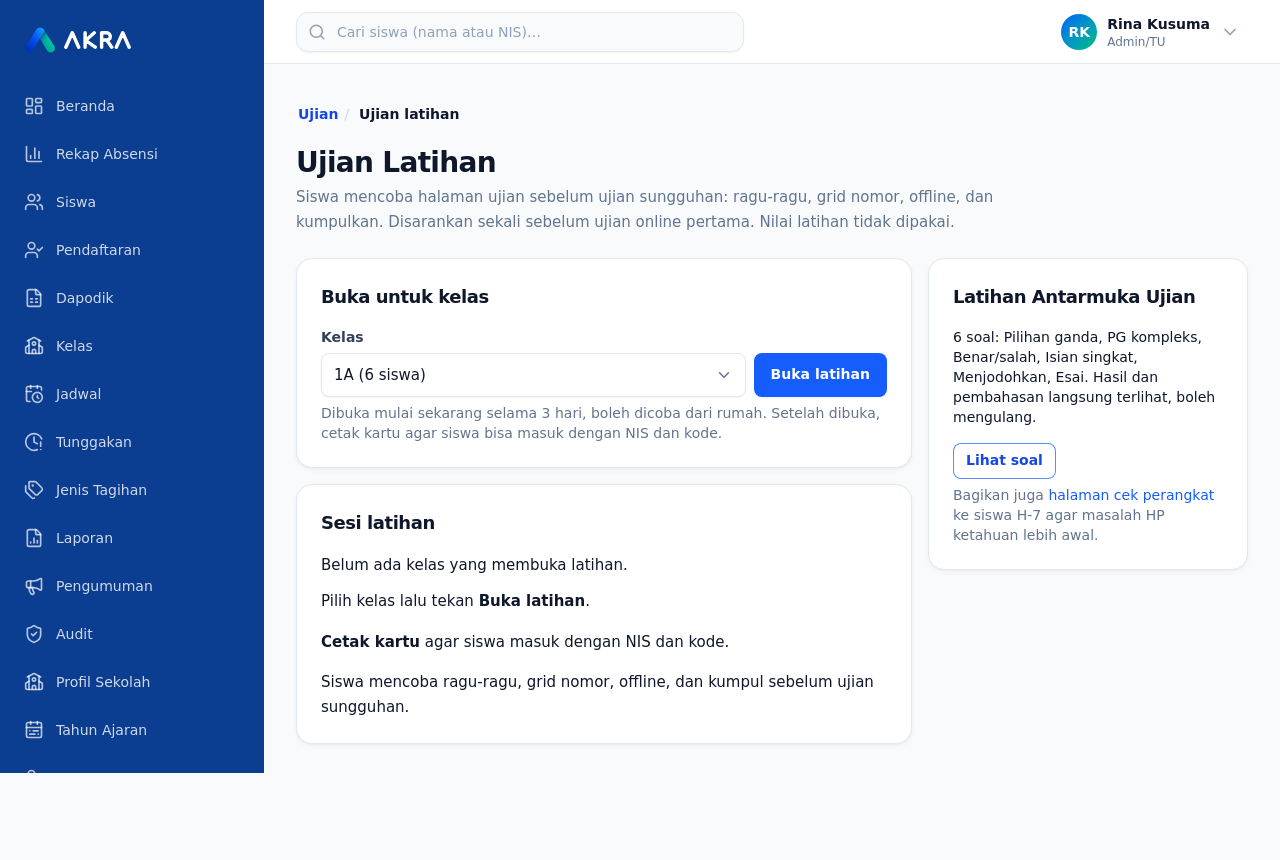 AKRA
Cari siswa (nama atau NIS)...
RK
Rina Kusuma
Admin/TU
Beranda
Rekap Absensi
Siswa
Pendaftaran
Dapodik
Kelas
Jadwal
Tunggakan
Jenis Tagihan
Laporan
Pengumuman
Audit
Profil Sekolah
Tahun Ajaran
Ujian / Ujian latihan
Ujian Latihan
Siswa mencoba halaman ujian sebelum ujian sungguhan: ragu-ragu, grid nomor, offline, dan
kumpulkan. Disarankan sekali sebelum ujian online pertama. Nilai latihan tidak dipakai.
Buka untuk kelas
Kelas
1A (6 siswa)
Buka latihan
Dibuka mulai sekarang selama 3 hari, boleh dicoba dari rumah. Setelah dibuka,
cetak kartu agar siswa bisa masuk dengan NIS dan kode.
Sesi latihan
Belum ada kelas yang membuka latihan.
Pilih kelas lalu tekan Buka latihan.
Cetak kartu agar siswa masuk dengan NIS dan kode.
Siswa mencoba ragu-ragu, grid nomor, offline, dan kumpul sebelum ujian
sungguhan.
Latihan Antarmuka Ujian
6 soal: Pilihan ganda, PG kompleks,
Benar/salah, Isian singkat,
Menjodohkan, Esai. Hasil dan
pembahasan langsung terlihat, boleh
mengulang.
Lihat soal
Bagikan juga halaman cek perangkat
ke siswa H-7 agar masalah HP
ketahuan lebih awal.